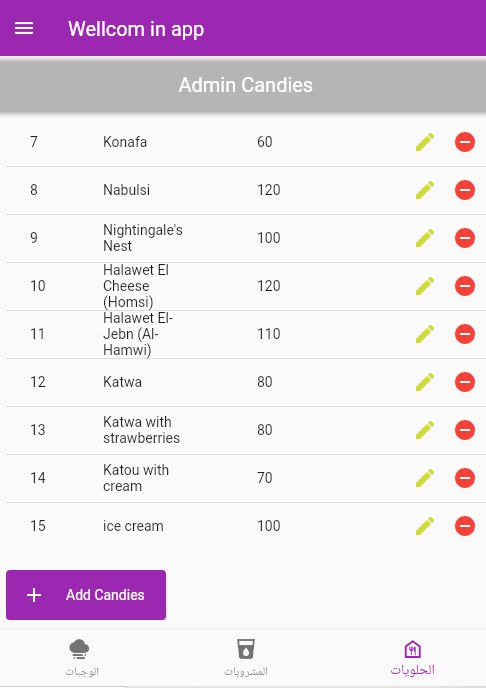 Wellcom in app
Admin Candies
7 Konafa 60
8 Nabulsi 120
9 Nightingale's Nest 100
10 Halawet El Cheese (Homsi) 120
11 Halawet El-Jebn (Al-Hamwi) 110
12 Katwa 80
13 Katwa with strawberries 80
14 Katou with cream 70
15 ice cream 100
Add Candies
الوجبات المشروبات الحلويات